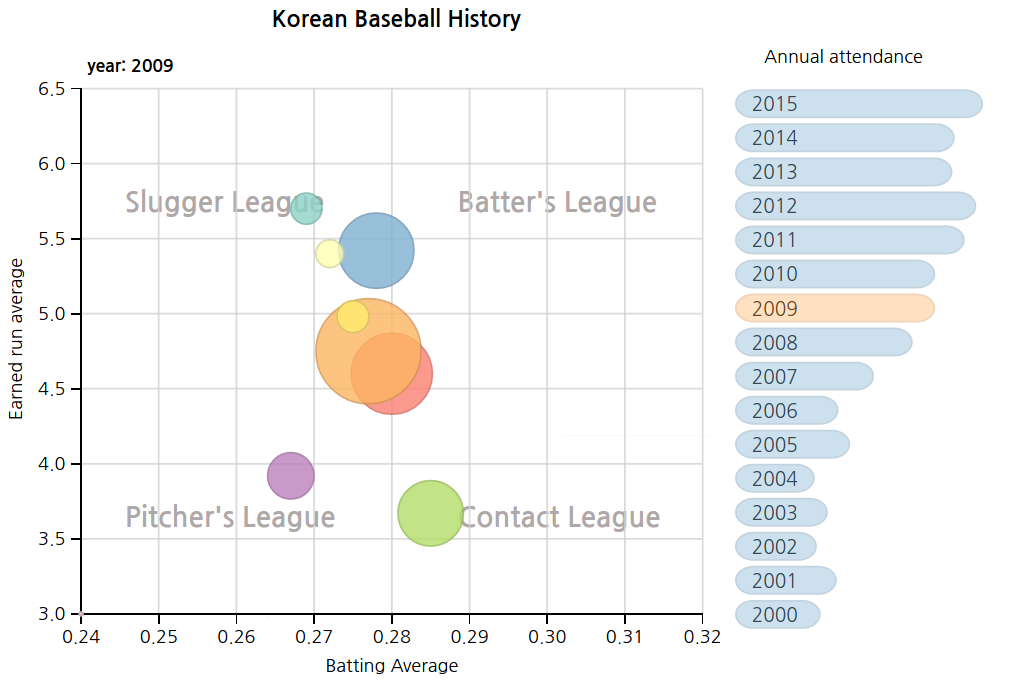 Korean Baseball History
year: 2009
Annual attendance
6.5
6.0
5.5
5.0
4.5
4.0
3.5
3.0
Earned run average
Slugger League
Batter's League
Pitcher's League
Contact League
0.24 0.25 0.26 0.27 0.28 0.29 0.30 0.31 0.32
Batting Average
2015
2014
2013
2012
2011
2010
2009
2008
2007
2006
2005
2004
2003
2002
2001
2000